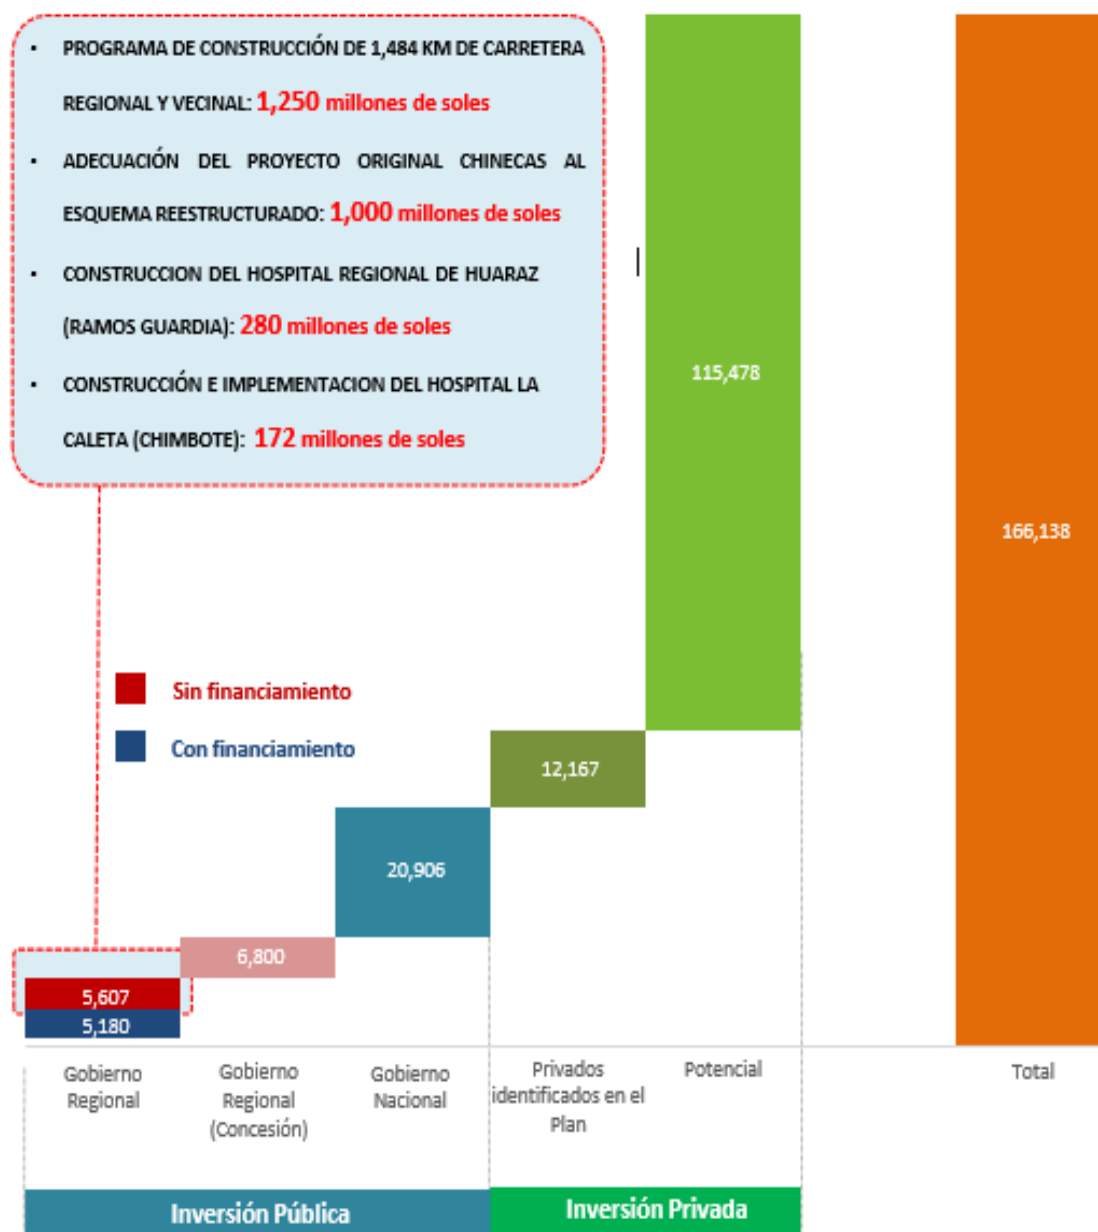 • PROGRAMA DE CONSTRUCCIÓN DE 1,484 KM DE CARRETERA
REGIONAL Y VECINAL: 1,250 millones de soles
• ADECUACIÓN DEL PROYECTO ORIGINAL CHINECAS AL
ESQUEMA REESTRUCTURADO: 1,000 millones de soles
• CONSTRUCCION DEL HOSPITAL REGIONAL DE HUARAZ
(RAMOS GUARDIA): 280 millones de soles
• CONSTRUCCIÓN E IMPLEMENTACION DEL HOSPITAL LA
CALETA (CHIMBOTE): 172 millones de soles
115,478
166,138
Sin financiamiento
Con financiamiento
12,167
20,906
6,800
5,607
5,180
Gobierno
Regional
Gobierno
Regional
(Concesión)
Gobierno
Nacional
Privados
identificados en el
Plan
Potencial
Total
Inversión Pública
Inversión Privada